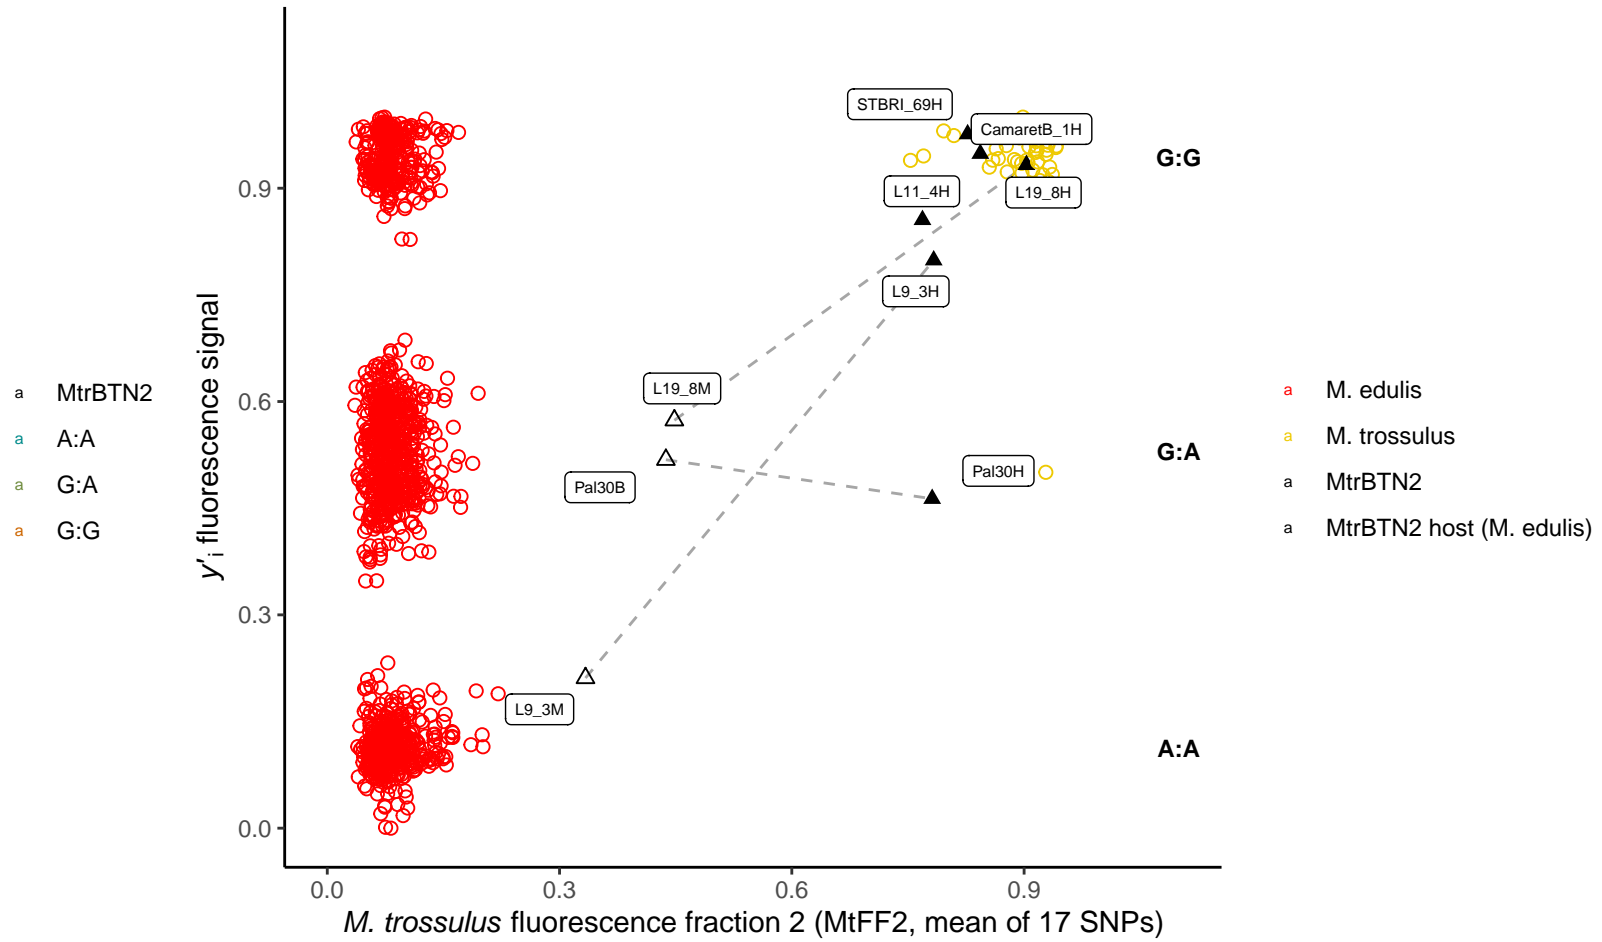 STBRI_69H
CamaretB_1H
G:G
0.9
L11_4H
L19_8H
L9_3H
y'i fluorescence signal
a MtrBTN2
a A:A
a G:A
a G:G
0.6
L19_8M
a M. edulis
a M. trossulus
a MtrBTN2
a MtrBTN2 host (M. edulis)
G:A
Pal30H
Pal30B
0.3
L9_3M
A:A
0.0
0.0 0.3 0.6 0.9
M. trossulus fluorescence fraction 2 (MtFF2, mean of 17 SNPs)